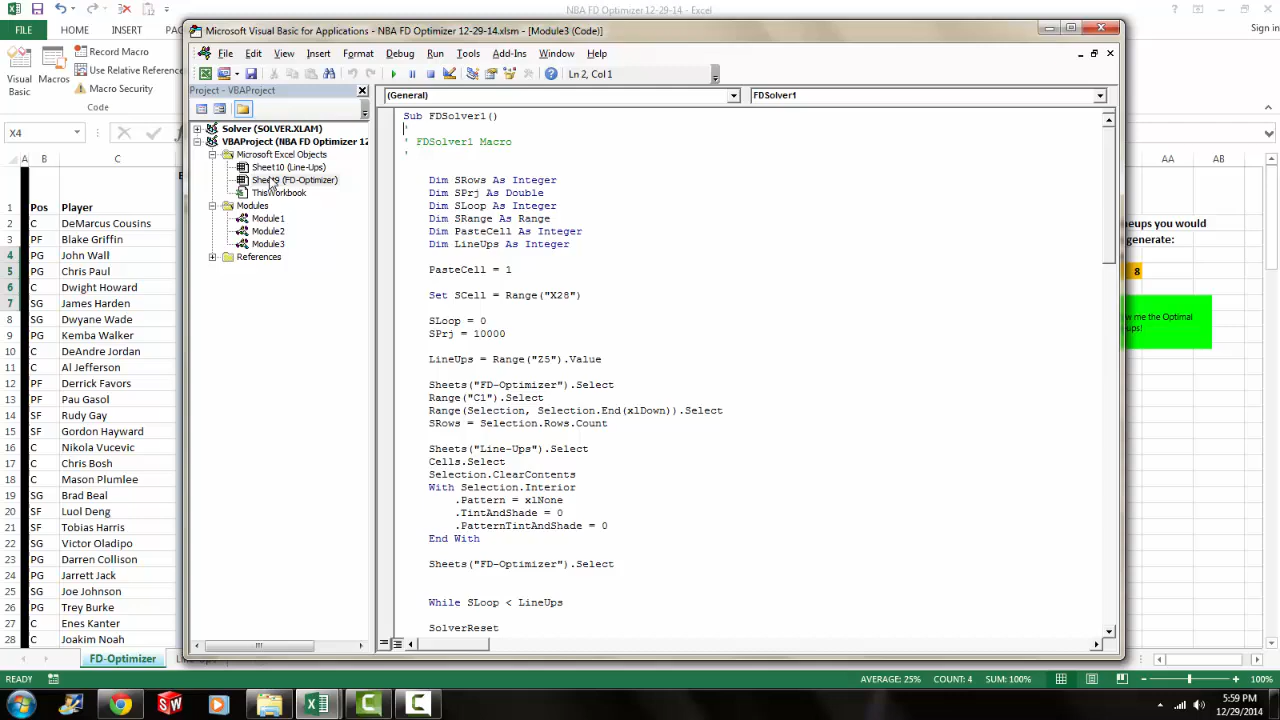 NBA FD Optimizer 12-29-14 - Excel
Sign in
FILE
HOME
INSERT
Visual Basic
Macros
Record Macro
Use Relative Reference
Macro Security
Code
X4
A B C
AA AB
Microsoft Visual Basic for Applications - NBA FD Optimizer 12-29-14.xlsm - [Module3 (Code)]
File Edit View Insert Format Debug Run Tools Add-Ins Window Help
Ln 2, Col 1
Project - VBAProject
Solver (SOLVER.XLAM)
VBAProject (NBA FD Optimizer 12
Microsoft Excel Objects
Sheet10 (Line-Ups)
(FD-Optimizer)
ThisWorkbook
Modules
Module1
Module2
Module3
References
(General)
FDSolver1
Sub FDSolver1()
'
' FDSolver1 Macro
'
Dim SRows As Integer
Dim SPrj As Double
Dim SLoop As Integer
Dim SRange As Range
Dim PasteCell As Integer
Dim LineUps As Integer
PasteCell = 1
Set SCell = Range("X28")
SLoop = 0
SPrj = 10000
LineUps = Range("Z5").Value
Sheets("FD-Optimizer").Select
Range("C1").Select
Range(Selection, Selection.End(xlDown)).Select
SRows = Selection.Rows.Count
Sheets("Line-Ups").Select
Cells.Select
Selection.ClearContents
With Selection.Interior
.Pattern = xlNone
.TintAndShade = 0
.PatternTintAndShade = 0
End With
Sheets("FD-Optimizer").Select
While SLoop < LineUps
SolverReset
1 Pos Player
2 C DeMarcus Cousins
3 PF Blake Griffin
4 PG John Wall
5 PG Chris Paul
6 C Dwight Howard
7 SG James Harden
8 SG Dwyane Wade
9 PG Kemba Walker
10 C DeAndre Jordan
11 C Al Jefferson
12 PF Derrick Favors
13 PF Pau Gasol
14 SF Rudy Gay
15 SF Gordon Hayward
16 C Nikola Vucevic
17 C Chris Bosh
18 C Mason Plumlee
19 SG Brad Beal
20 SF Luol Deng
21 SF Tobias Harris
22 SG Victor Oladipo
23 PG Darren Collison
24 PG Jarrett Jack
25 SG Joe Johnson
26 PG Trey Burke
27 C Enes Kanter
28 C Joakim Noah
neups you would
generate:
8
w me the Optimal
ups!
FD-Optimizer
READY
AVERAGE: 25% COUNT: 4 SUM: 100%
100%
5:59 PM
12/29/2014